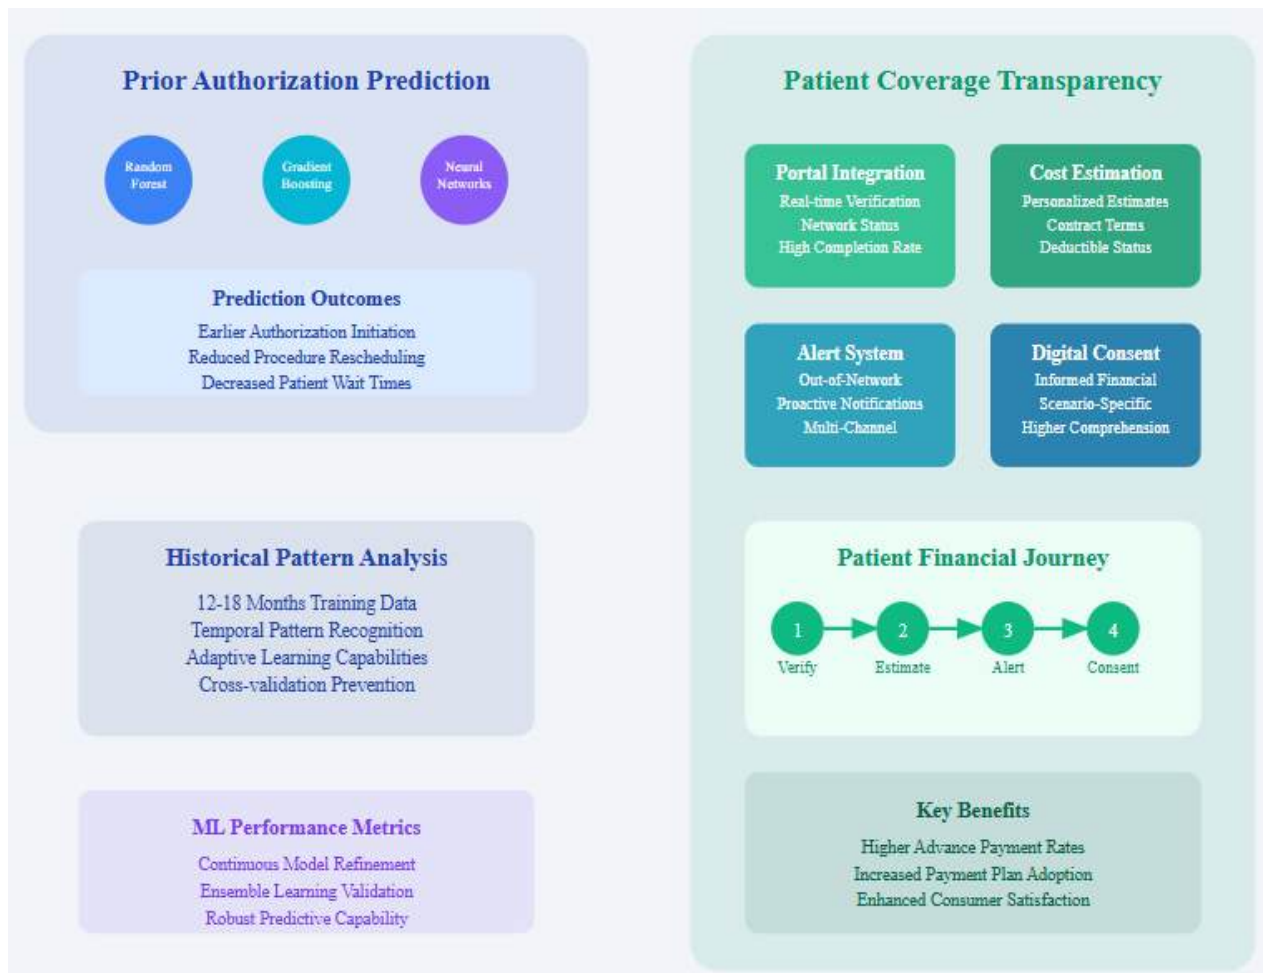 Prior Authorization Prediction
Random
Forest
Gradient
Boosting
Neural
Networks
Prediction Outcomes
Earlier Authorization Initiation
Reduced Procedure Rescheduling
Decreased Patient Wait Times
Historical Pattern Analysis
12-18 Months Training Data
Temporal Pattern Recognition
Adaptive Learning Capabilities
Cross-validation Prevention
ML Performance Metrics
Continuous Model Refinement
Ensemble Learning Validation
Robust Predictive Capability
Patient Coverage Transparency
Portal Integration
Real-time Verification
Network Status
High Completion Rate
Cost Estimation
Personalized Estimates
Contract Terms
Deductible Status
Alert System
Out-of-Network
Proactive Notifications
Multi-Channel
Digital Consent
Informed Financial
Scenario-Specific
Higher Comprehension
Patient Financial Journey
1
2
3
4
Verify
Estimate
Alert
Consent
Key Benefits
Higher Advance Payment Rates
Increased Payment Plan Adoption
Enhanced Consumer Satisfaction